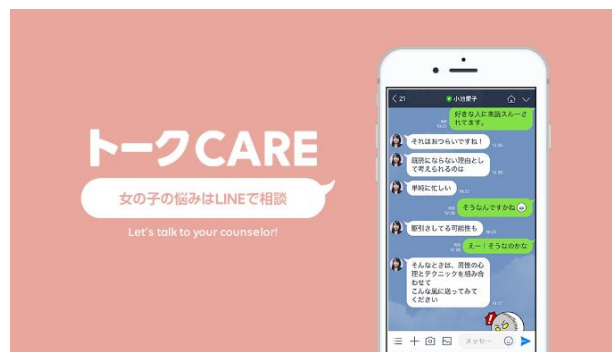 トークCARE
女の子の悩みはLINEで相談
Let's talk to your counselor!
21
小池慶子
好きな人に未読スルーさ
れてます。
それはおつらいですね！
既読にならない理由とし
て考えられるのは
単純に忙しい
そうなんですかね
駆引きしてる可能性も
えー！そうなのかな
そんなときは、男性の心
理とテクニックを組み合
わせて
こんな風に送ってみて
ください
メッセ…